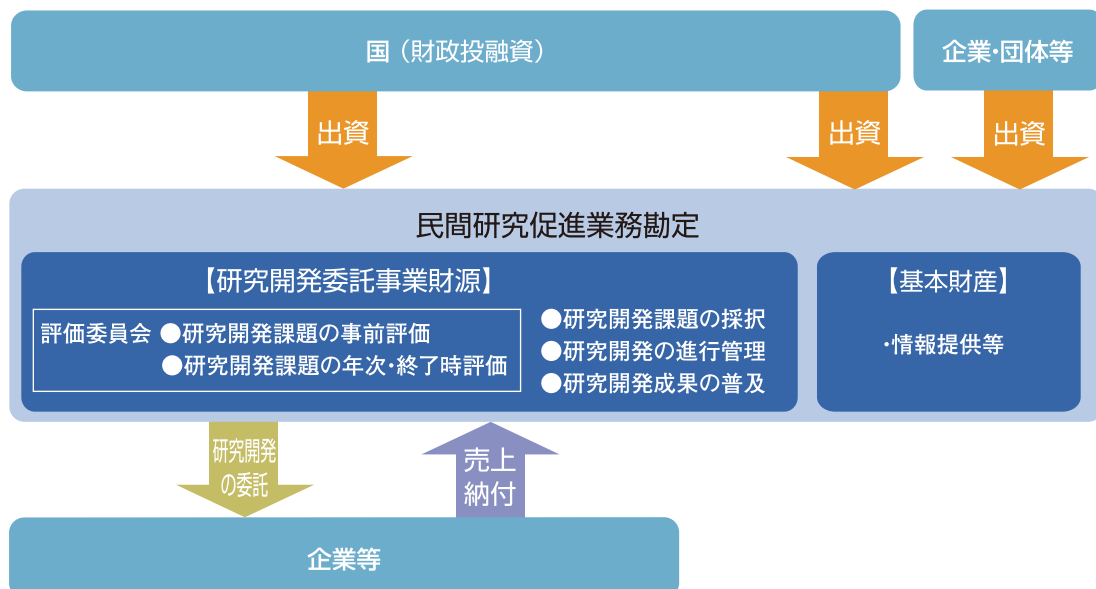 国（財政投融資）
企業・団体等
出資
出資
出資
民間研究促進業務勘定
【研究開発委託事業財源】
評価委員会 ●研究開発課題の事前評価
●研究開発課題の年次・終了時評価
●研究開発課題の採択
●研究開発の進行管理
●研究開発成果の普及
【基本財産】
・情報提供等
研究開発
の委託
売上
納付
企業等